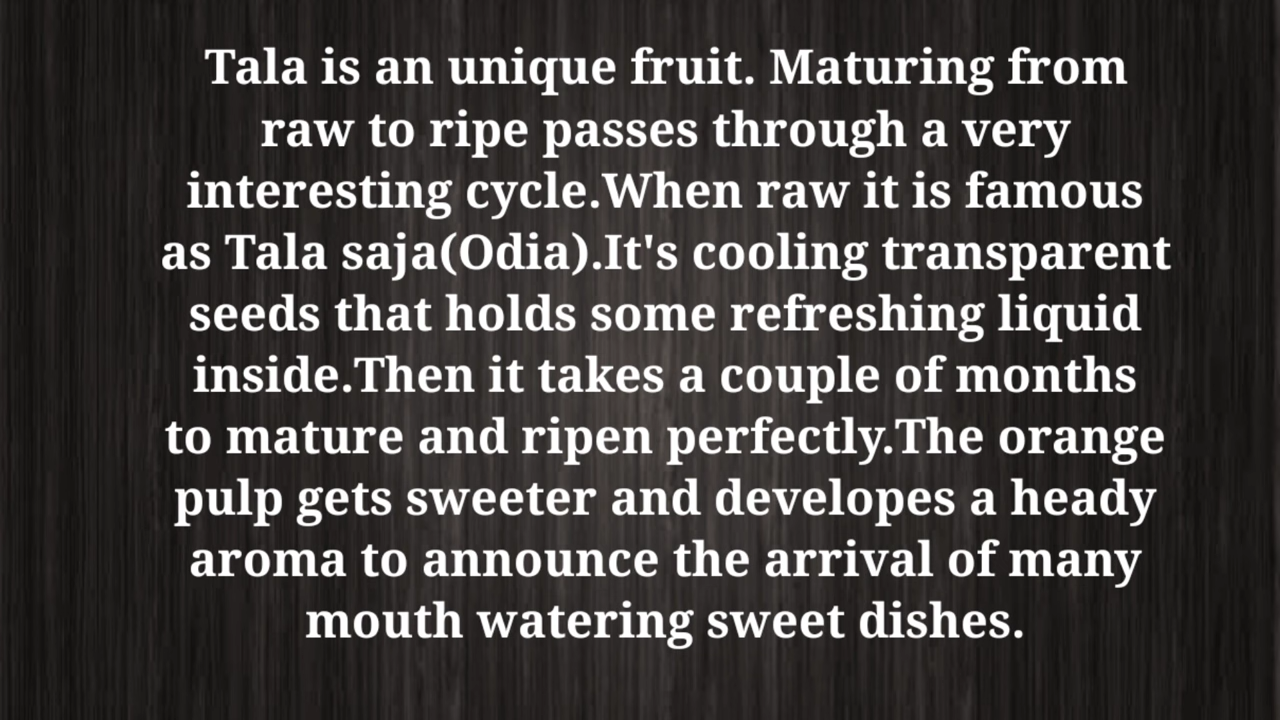 Tala is an unique fruit. Maturing from
raw to ripe passes through a very
interesting cycle.When raw it is famous
as Tala saja(Odia).It's cooling transparent
seeds that holds some refreshing liquid
inside.Then it takes a couple of months
to mature and ripen perfectly.The orange
pulp gets sweeter and developes a heady
aroma to announce the arrival of many
mouth watering sweet dishes.